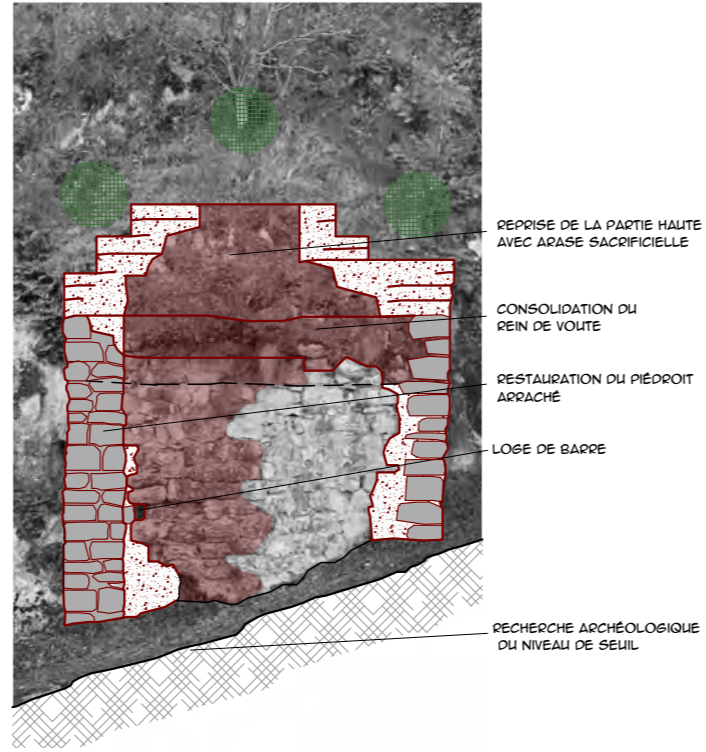 REPRISE DE LA PARTIE HAUTE
AVEC ARASE SACRIFICIELLE
CONSOLIDATION DU
REIN DE VOUTE
RESTAURATION DU PIÉDROIT
ARRACHÉ
LOGE DE BARRE
RECHERCHE ARCHÉOLOGIQUE
DU NIVEAU DE SEUIL